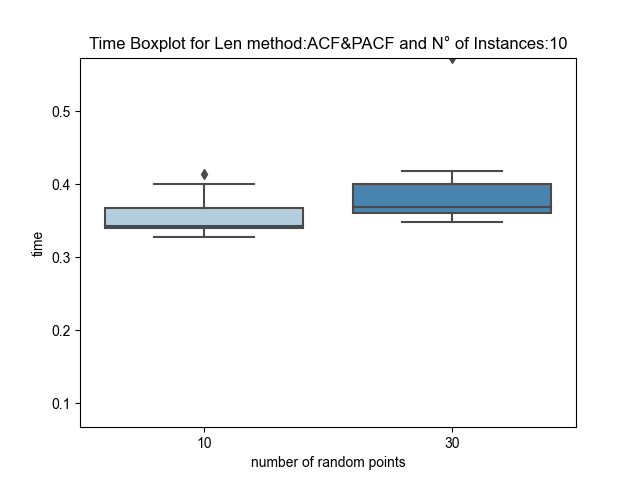 Time Boxplot for Len method:ACF&PACF and N° of Instances:10
0.5
0.4
0.3
0.2
0.1
time
10
30
number of random points